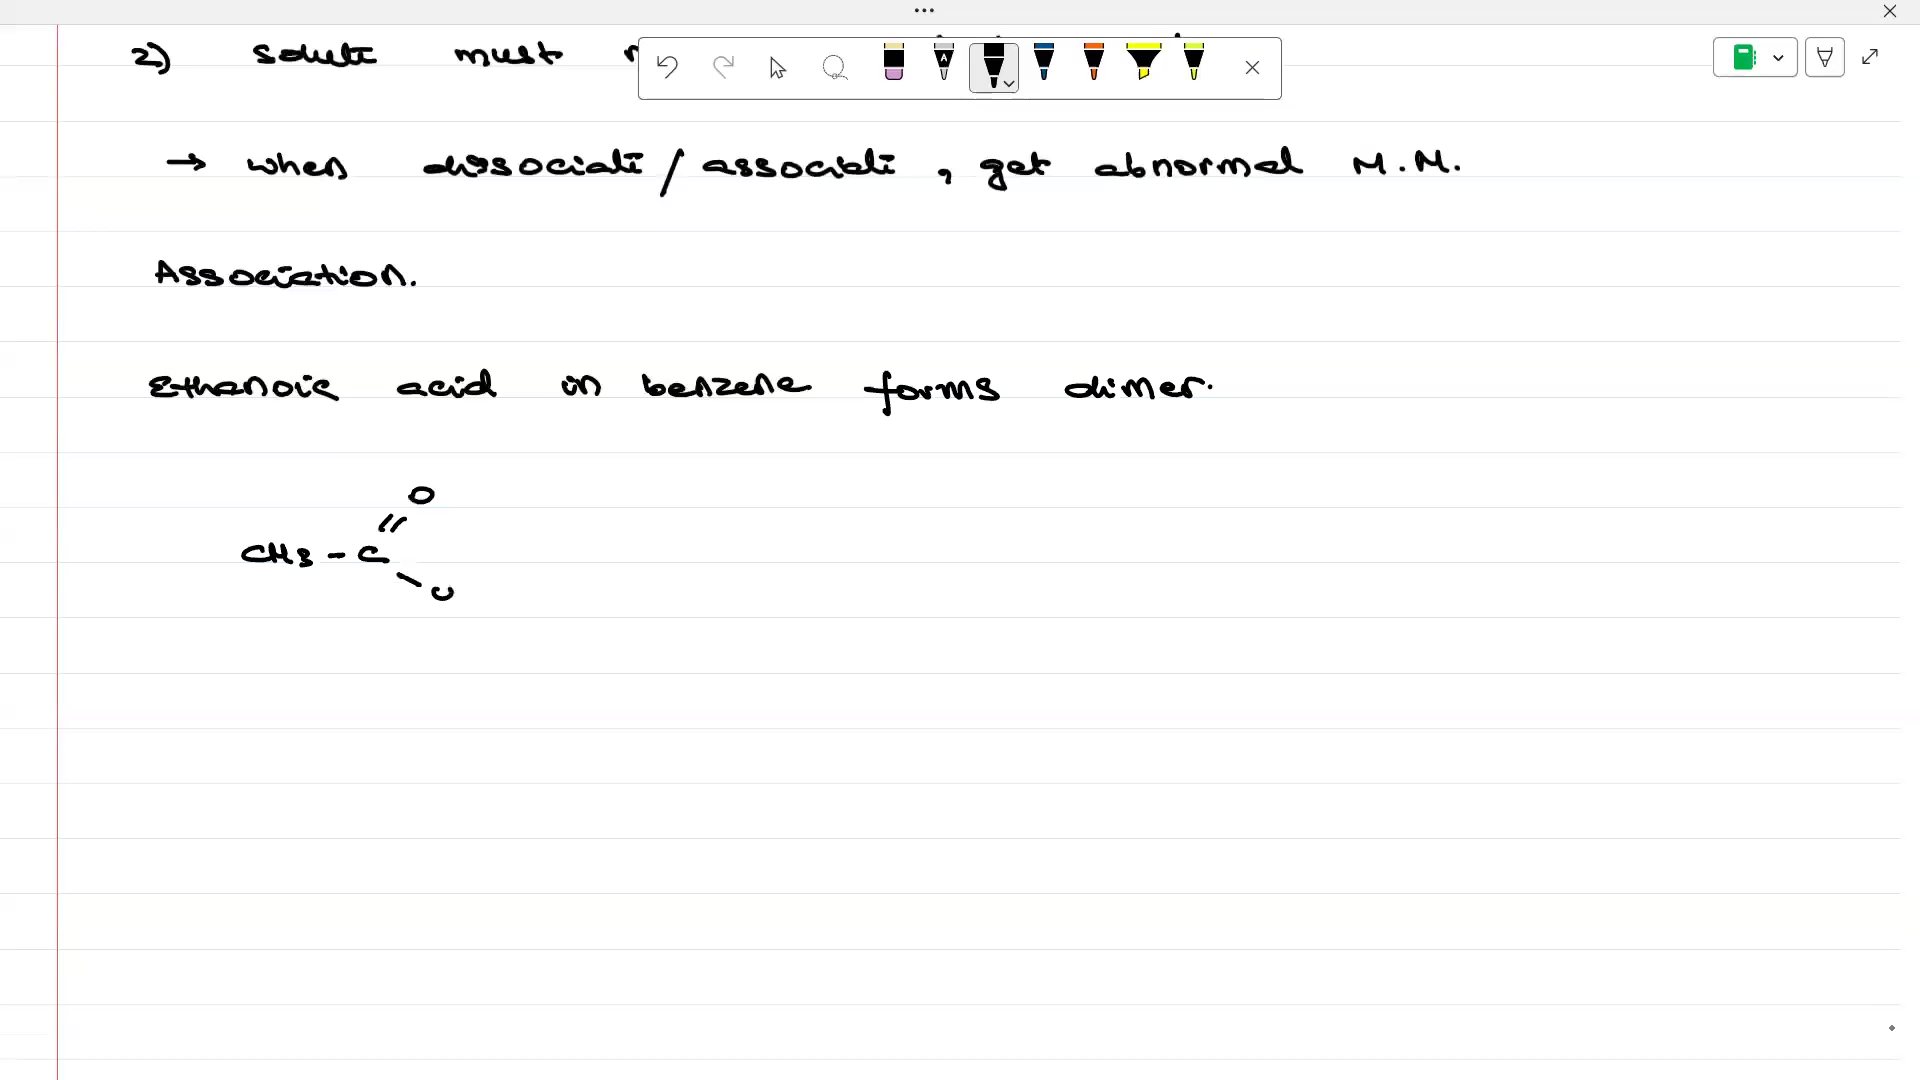 2) solute must
→ when dissociate / associate , get abnormal M.M.
Association.
Ethanoic acid in benzene forms dimer.
O
CH3 - C
O